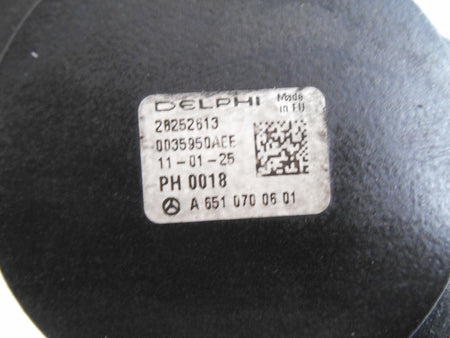 DELPHI Made in EU
28252613
0035950ACE
11-01-25
PH 0018
A 651 070 06 01